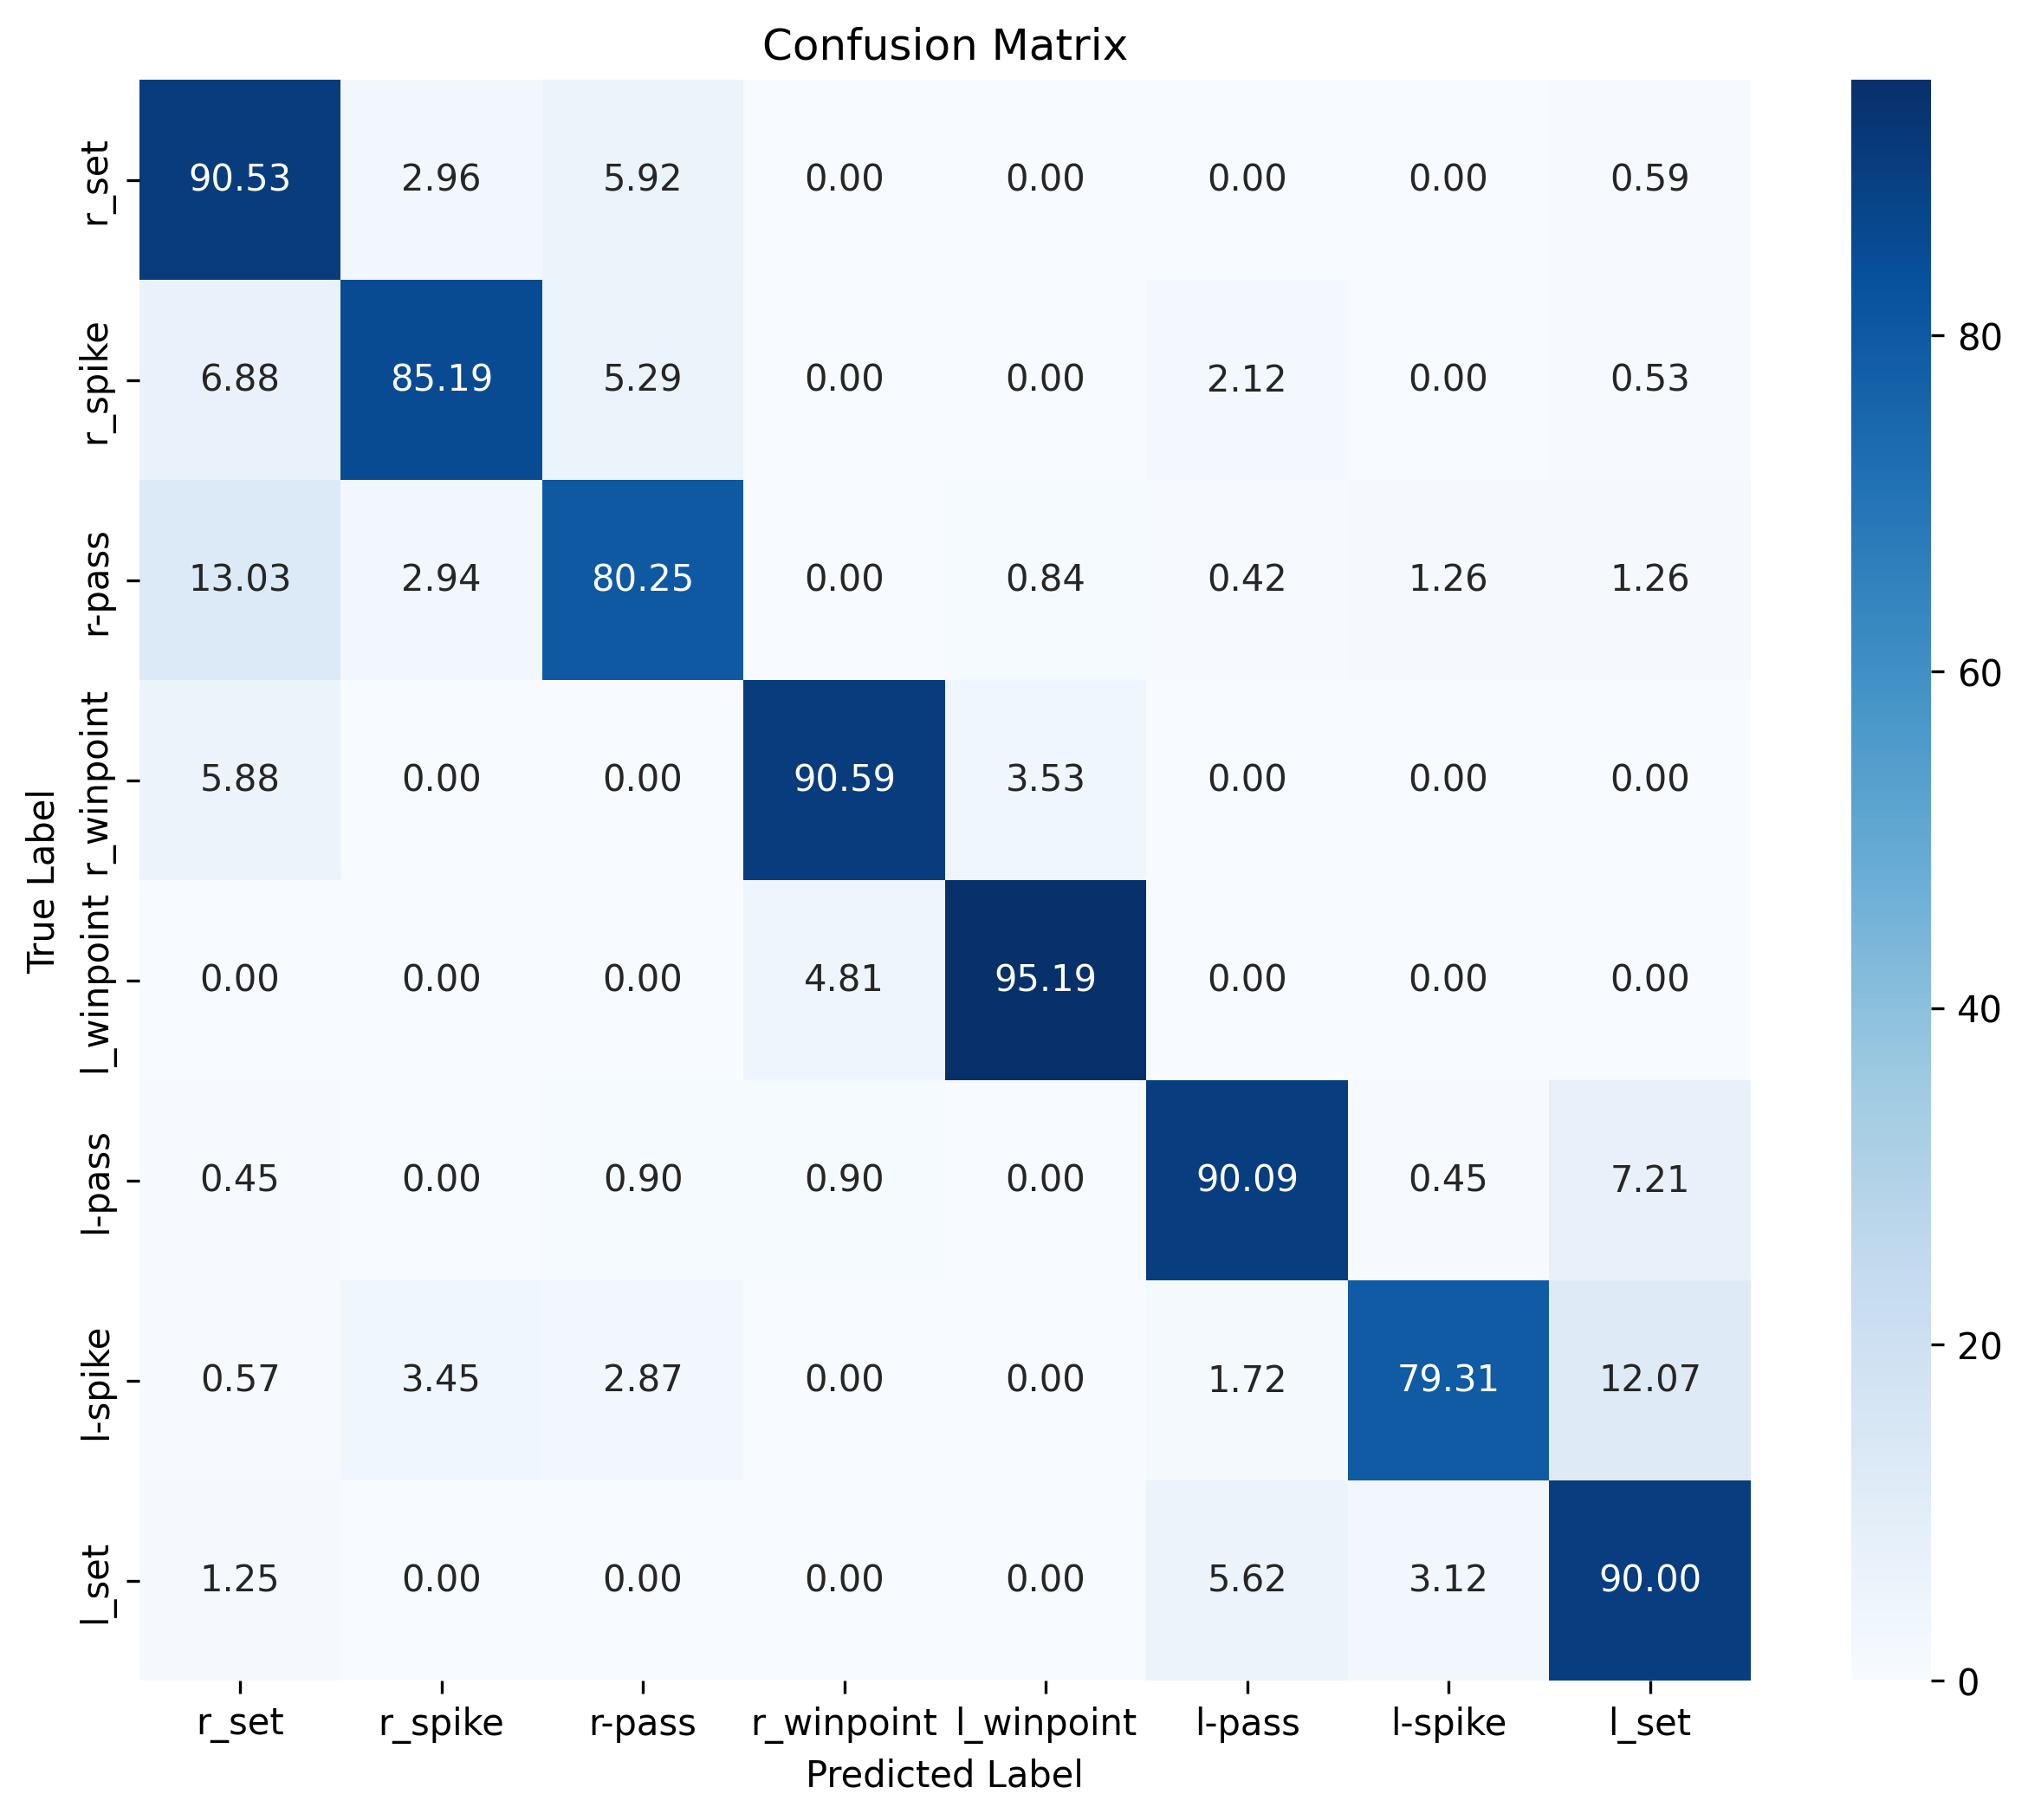 Confusion Matrix
True Label
r_set 90.53 2.96 5.92 0.00 0.00 0.00 0.00 0.59
r_spike 6.88 85.19 5.29 0.00 0.00 2.12 0.00 0.53
r-pass 13.03 2.94 80.25 0.00 0.84 0.42 1.26 1.26
r_winpoint 5.88 0.00 0.00 90.59 3.53 0.00 0.00 0.00
l_winpoint 0.00 0.00 0.00 4.81 95.19 0.00 0.00 0.00
l-pass 0.45 0.00 0.90 0.90 0.00 90.09 0.45 7.21
l-spike 0.57 3.45 2.87 0.00 0.00 1.72 79.31 12.07
l_set 1.25 0.00 0.00 0.00 0.00 5.62 3.12 90.00
r_set r_spike r-pass r_winpoint l_winpoint l-pass l-spike l_set
Predicted Label
80
60
40
20
0